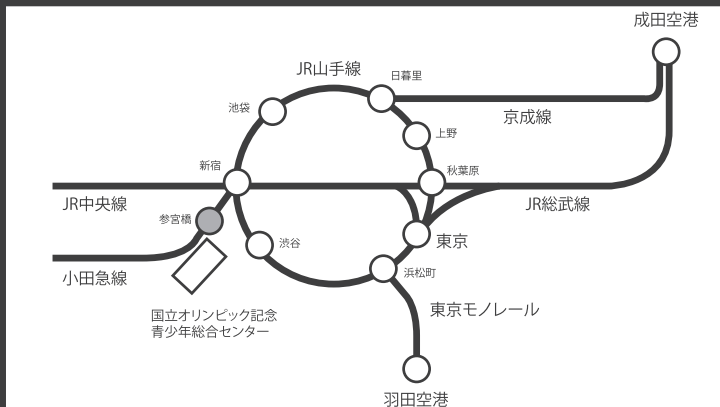 成田空港
JR山手線
日暮里
池袋
京成線
上野
新宿
秋葉原
JR中央線
JR総武線
参宮橋
東京
渋谷
小田急線
浜松町
国立オリンピック記念
青少年総合センター
東京モノレール
羽田空港